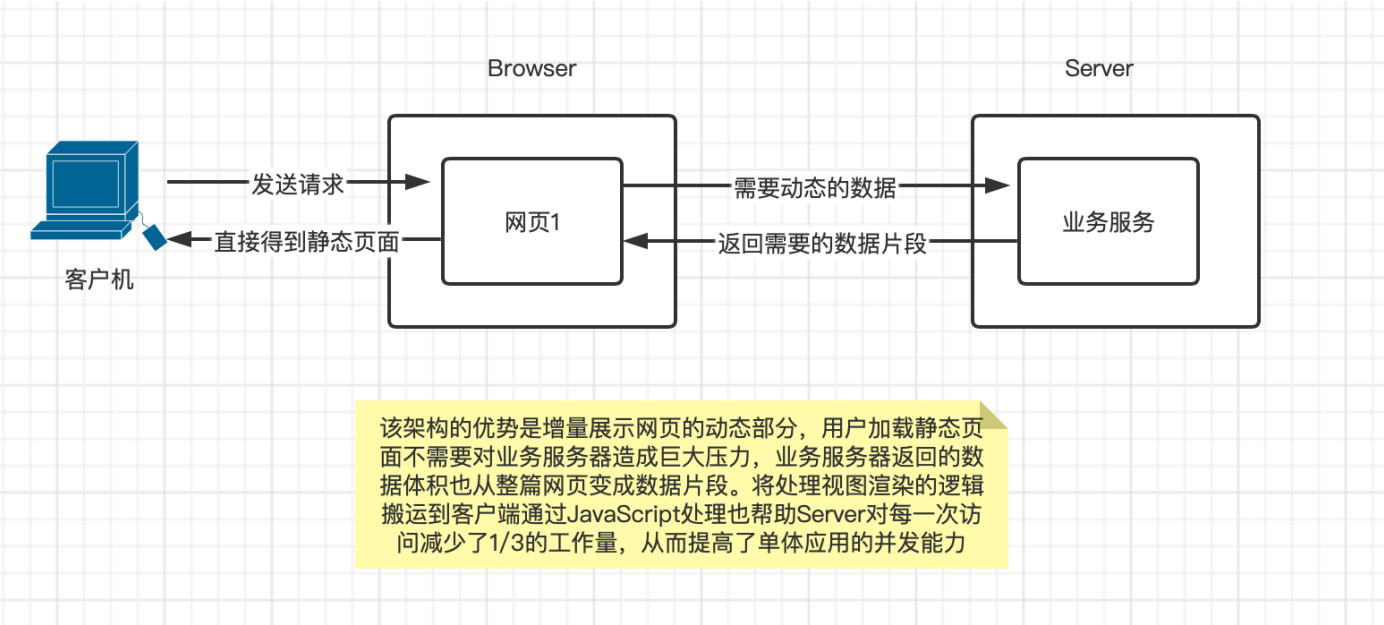 Browser
Server
发送请求
需要动态的数据
网页1
业务服务
直接得到静态页面
返回需要的数据片段
客户机
该架构的优势是增量展示网页的动态部分，用户加载静态页
面不需要对业务服务器造成巨大压力，业务服务器返回的数
据体积也从整篇网页变成数据片段。将处理视图渲染的逻辑
搬运到客户端通过JavaScript处理也帮助Server对每一次访
问减少了1/3的工作量，从而提高了单体应用的并发能力